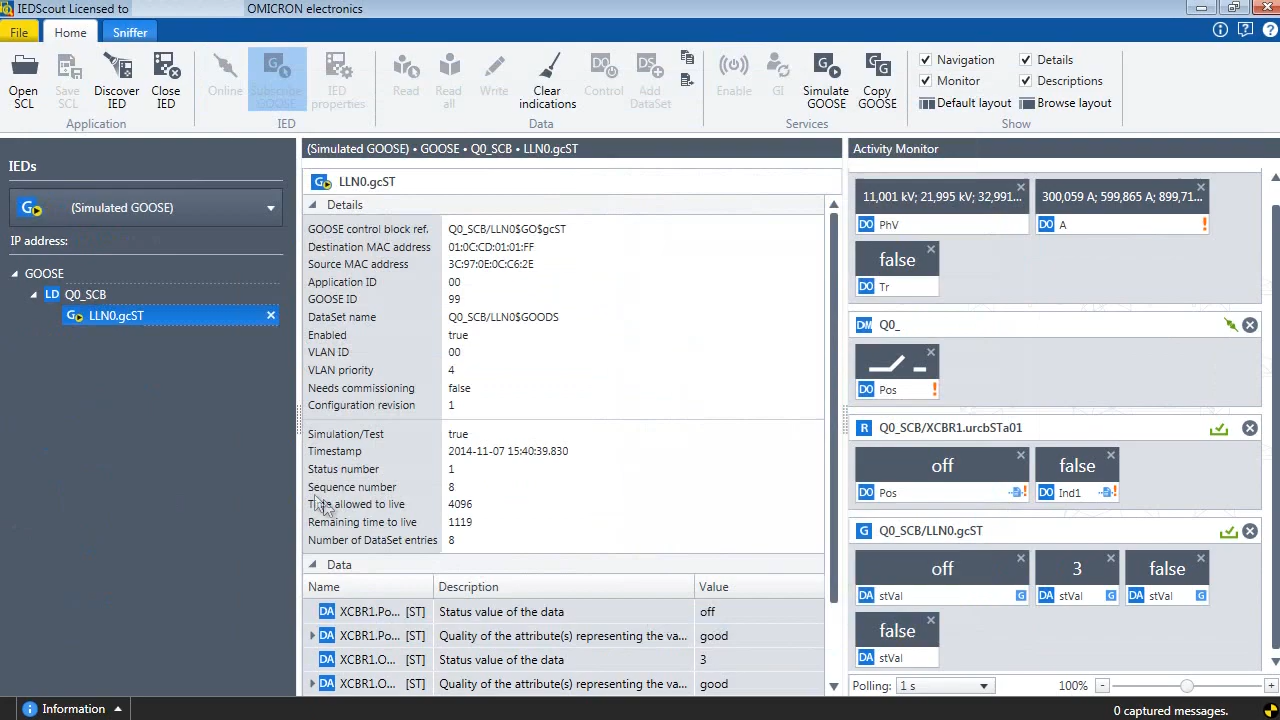 IEDScout Licensed to OMICRON electronics
File Home Sniffer
Open SCL
Save SCL
Discover IED
Close IED
Application
Online
Subscribe GOOSE
IED properties
IED
Read
Read all
Write
Clear indications
Control
Add DataSet
Data
Enable
GI
Simulate GOOSE
Copy GOOSE
Services
Navigation Details
Monitor Descriptions
Default layout Browse layout
Show
IEDs
(Simulated GOOSE)
IP address:
GOOSE
LD Q0_SCB
LLN0.gcST
(Simulated GOOSE) • GOOSE • Q0_SCB • LLN0.gcST
G LLN0.gcST
Details
GOOSE control block ref. Q0_SCB/LLN0$GO$gcST
Destination MAC address 01:0C:CD:01:01:FF
Source MAC address 3C:97:0E:0C:C6:2E
Application ID 00
GOOSE ID 99
DataSet name Q0_SCB/LLN0$GOODS
Enabled true
VLAN ID 00
VLAN priority 4
Needs commissioning false
Configuration revision 1
Simulation/Test true
Timestamp 2014-11-07 15:40:39.830
Status number 1
Sequence number 8
Time allowed to live 4096
Remaining time to live 1119
Number of DataSet entries 8
Data
Name Description Value
DA XCBR1.Po... [ST] Status value of the data off
DA XCBR1.Po... [ST] Quality of the attribute(s) representing the va... good
DA XCBR1.O... [ST] Status value of the data 3
DA XCBR1.O... [ST] Quality of the attribute(s) representing the va... good
Activity Monitor
11,001 kV; 21,995 kV; 32,991... 300,059 A; 599,865 A; 899,71...
DO PhV DO A !
false
DO Tr
DM Q0_
DO Pos !
R Q0_SCB/XCBR1.urcbSTa01
off false
DO Pos ! DO Ind1 !
G Q0_SCB/LLN0.gcST
off 3 false
DA stVal G DA stVal G DA stVal G
false
DA stVal
Polling: 1 s 100%
Information 0 captured messages.